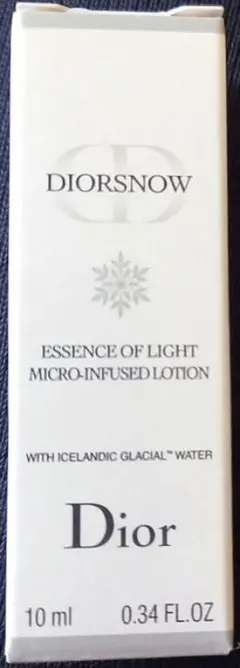 DIORSNOW
ESSENCE OF LIGHT
MICRO-INFUSED LOTION
WITH ICELANDIC GLACIAL™ WATER
Dior
10 ml 0.34 FL.OZ